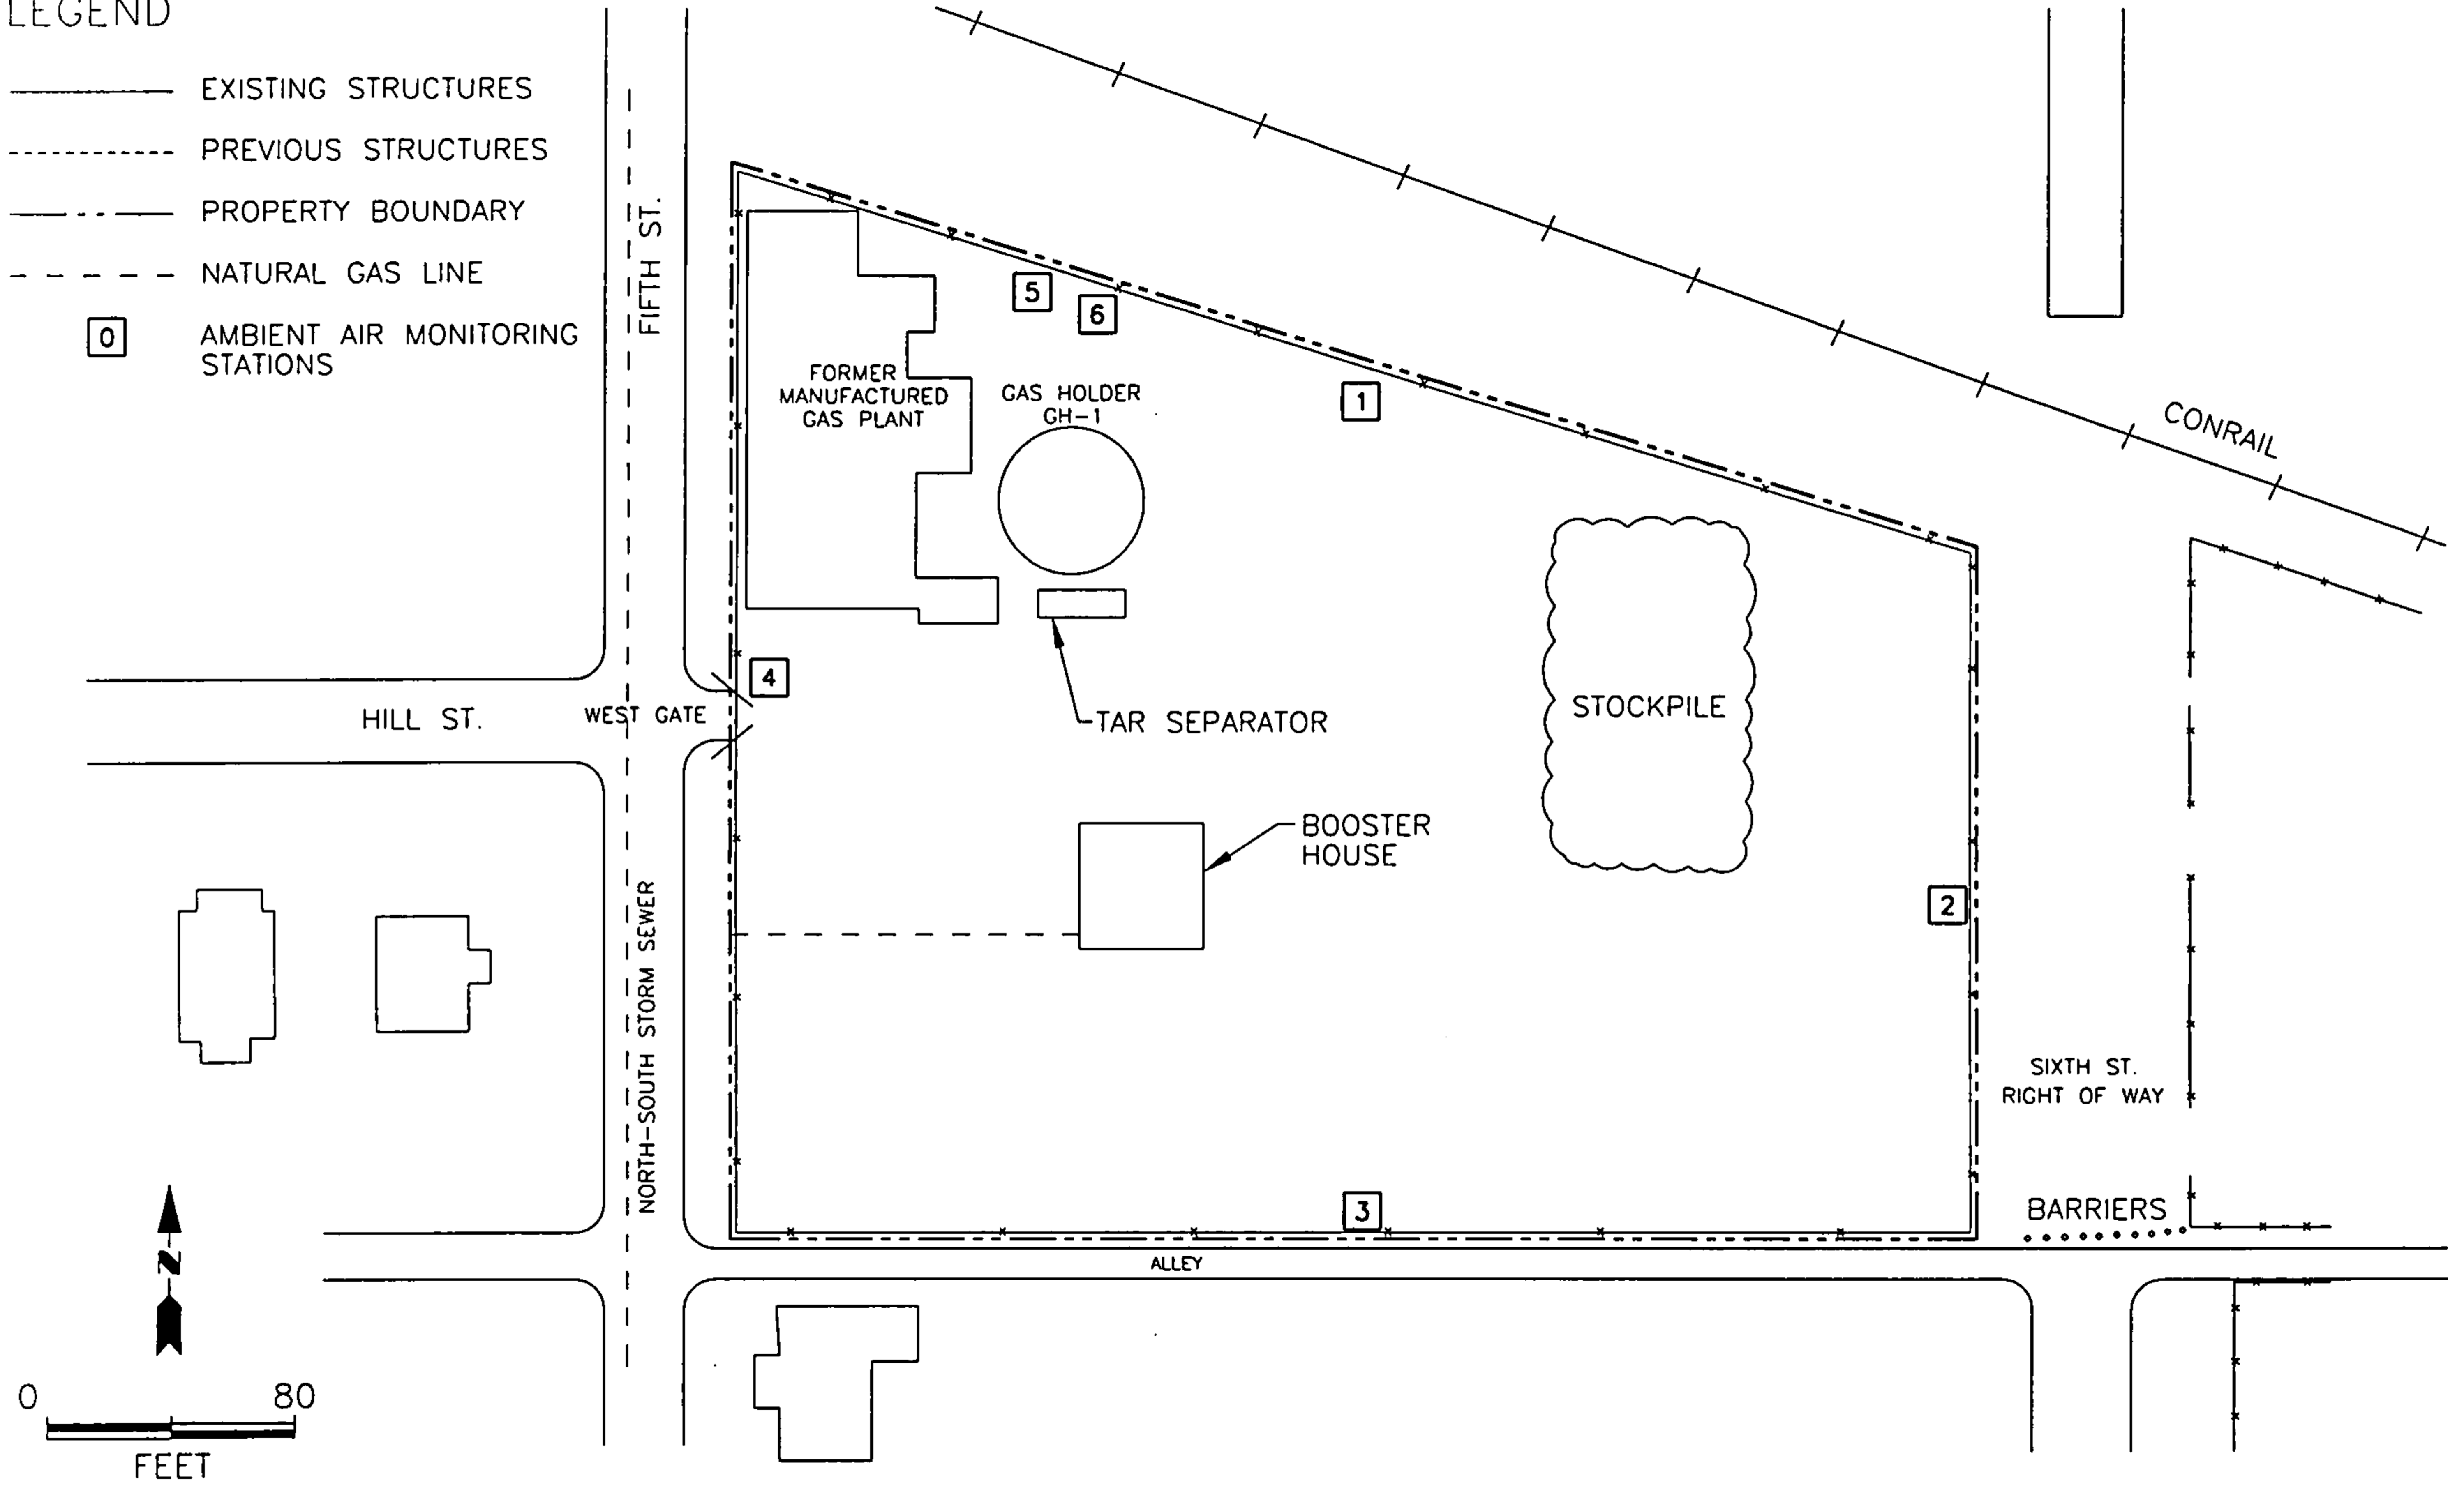 LEGEND
EXISTING STRUCTURES
PREVIOUS STRUCTURES
PROPERTY BOUNDARY
NATURAL GAS LINE
0
AMBIENT AIR MONITORING
STATIONS
FIFTH ST.
5
6
1
FORMER
MANUFACTURED
GAS PLANT
GAS HOLDER
GH-1
CONRAIL
4
HILL ST.
WEST GATE
TAR SEPARATOR
STOCKPILE
BOOSTER
HOUSE
2
NORTH-SOUTH STORM SEWER
SIXTH ST.
RIGHT OF WAY
3
BARRIERS
ALLEY
N
0 80
FEET